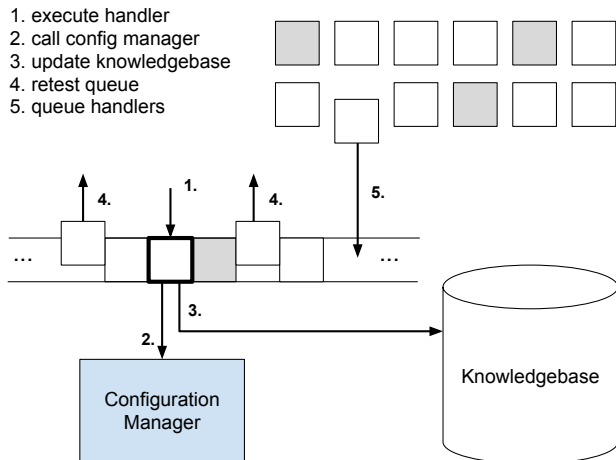 1. execute handler
2. call config manager
3. update knowledgebase
4. retest queue
5. queue handlers
4.
1.
4.
5.
...
...
3.
2.
Configuration
Manager
Knowledgebase